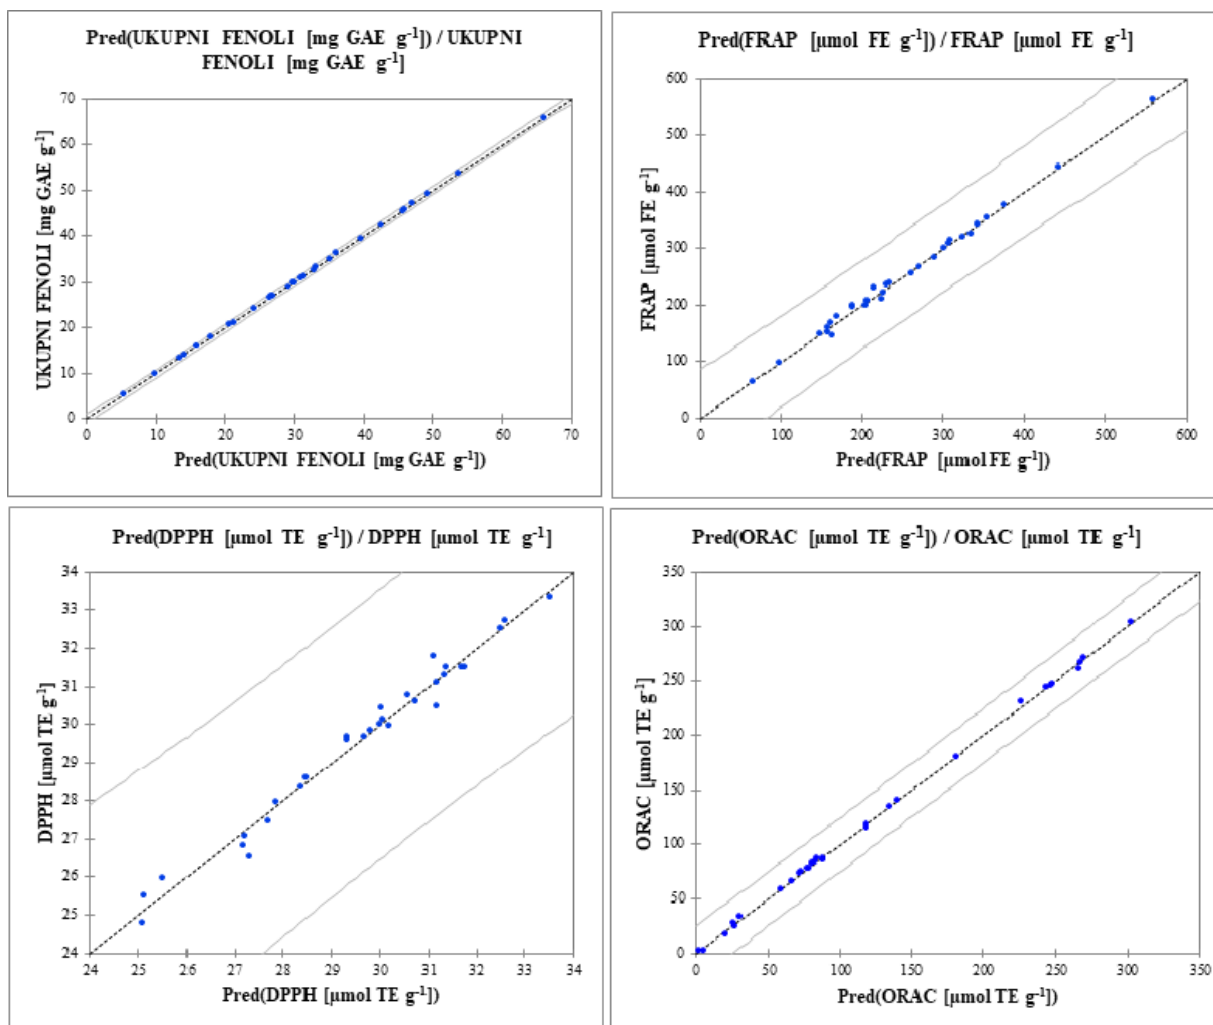 Pred(UKUPNI FENOLI [mg GAE g-1]) / UKUPNI
FENOLI [mg GAE g-1]
70
60
50
40
30
20
10
0
UKUPNI FENOLI [mg GAE g-1]
0 10 20 30 40 50 60 70
Pred(UKUPNI FENOLI [mg GAE g-1])
Pred(FRAP [µmol FE g-1]) / FRAP [µmol FE g-1]
600
500
400
300
200
100
0
FRAP [µmol FE g-1]
0 100 200 300 400 500 600
Pred(FRAP [µmol FE g-1])
Pred(DPPH [µmol TE g-1]) / DPPH [µmol TE g-1]
34
33
32
31
30
29
28
27
26
25
24
DPPH [µmol TE g-1]
24 25 26 27 28 29 30 31 32 33 34
Pred(DPPH [µmol TE g-1])
Pred(ORAC [µmol TE g-1]) / ORAC [µmol TE g-1]
350
300
250
200
150
100
50
0
ORAC [µmol TE g-1]
0 50 100 150 200 250 300 350
Pred(ORAC [µmol TE g-1])